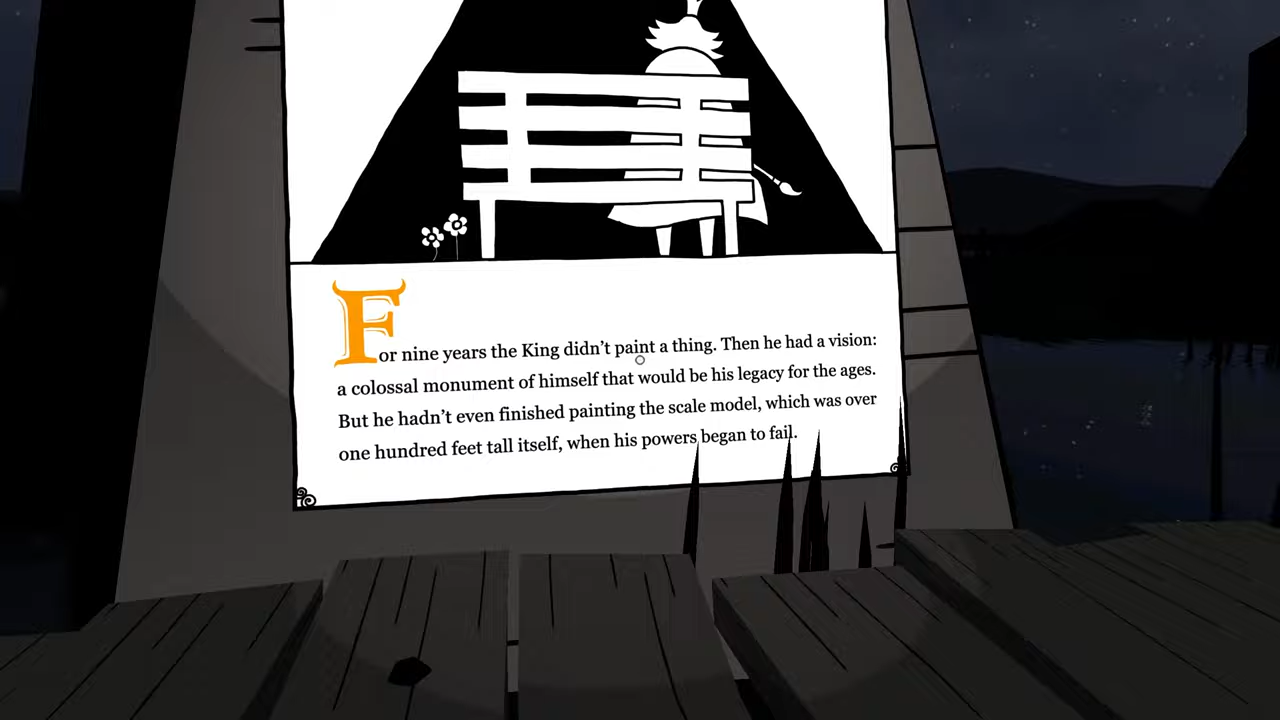 For nine years the King didn't paint a thing. Then he had a vision:
a colossal monument of himself that would be his legacy for the ages.
But he hadn't even finished painting the scale model, which was over
one hundred feet tall itself, when his powers began to fail.